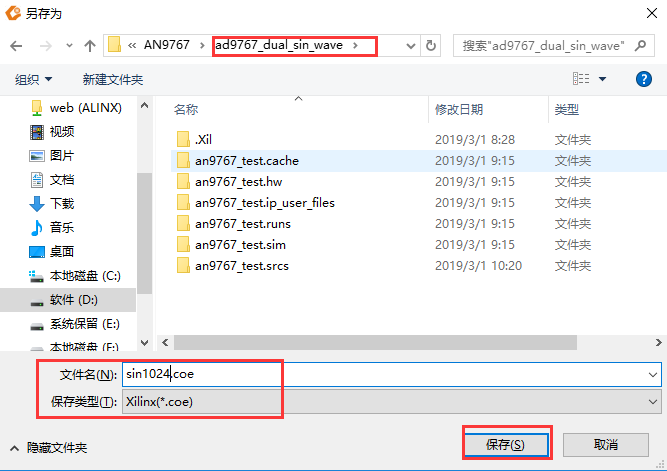 另存为
« AN9767 > ad9767_dual_sin_wave >
搜索"ad9767_dual_sin_wave"
组织 新建文件夹
名称 修改日期 类型
web (ALINX)
视频
图片
文档
下载
音乐
桌面
本地磁盘 (C:)
软件 (D:)
系统保留 (E:)
本地磁盘 (F:)
.Xil 2019/3/1 8:28 文件夹
an9767_test.cache 2019/3/1 9:15 文件夹
an9767_test.hw 2019/3/1 9:15 文件夹
an9767_test.ip_user_files 2019/3/1 9:15 文件夹
an9767_test.runs 2019/3/1 9:15 文件夹
an9767_test.sim 2019/3/1 9:15 文件夹
an9767_test.srcs 2019/3/1 10:20 文件夹
文件名(N): sin1024.coe
保存类型(T): Xilinx(*.coe)
隐藏文件夹 保存(S) 取消